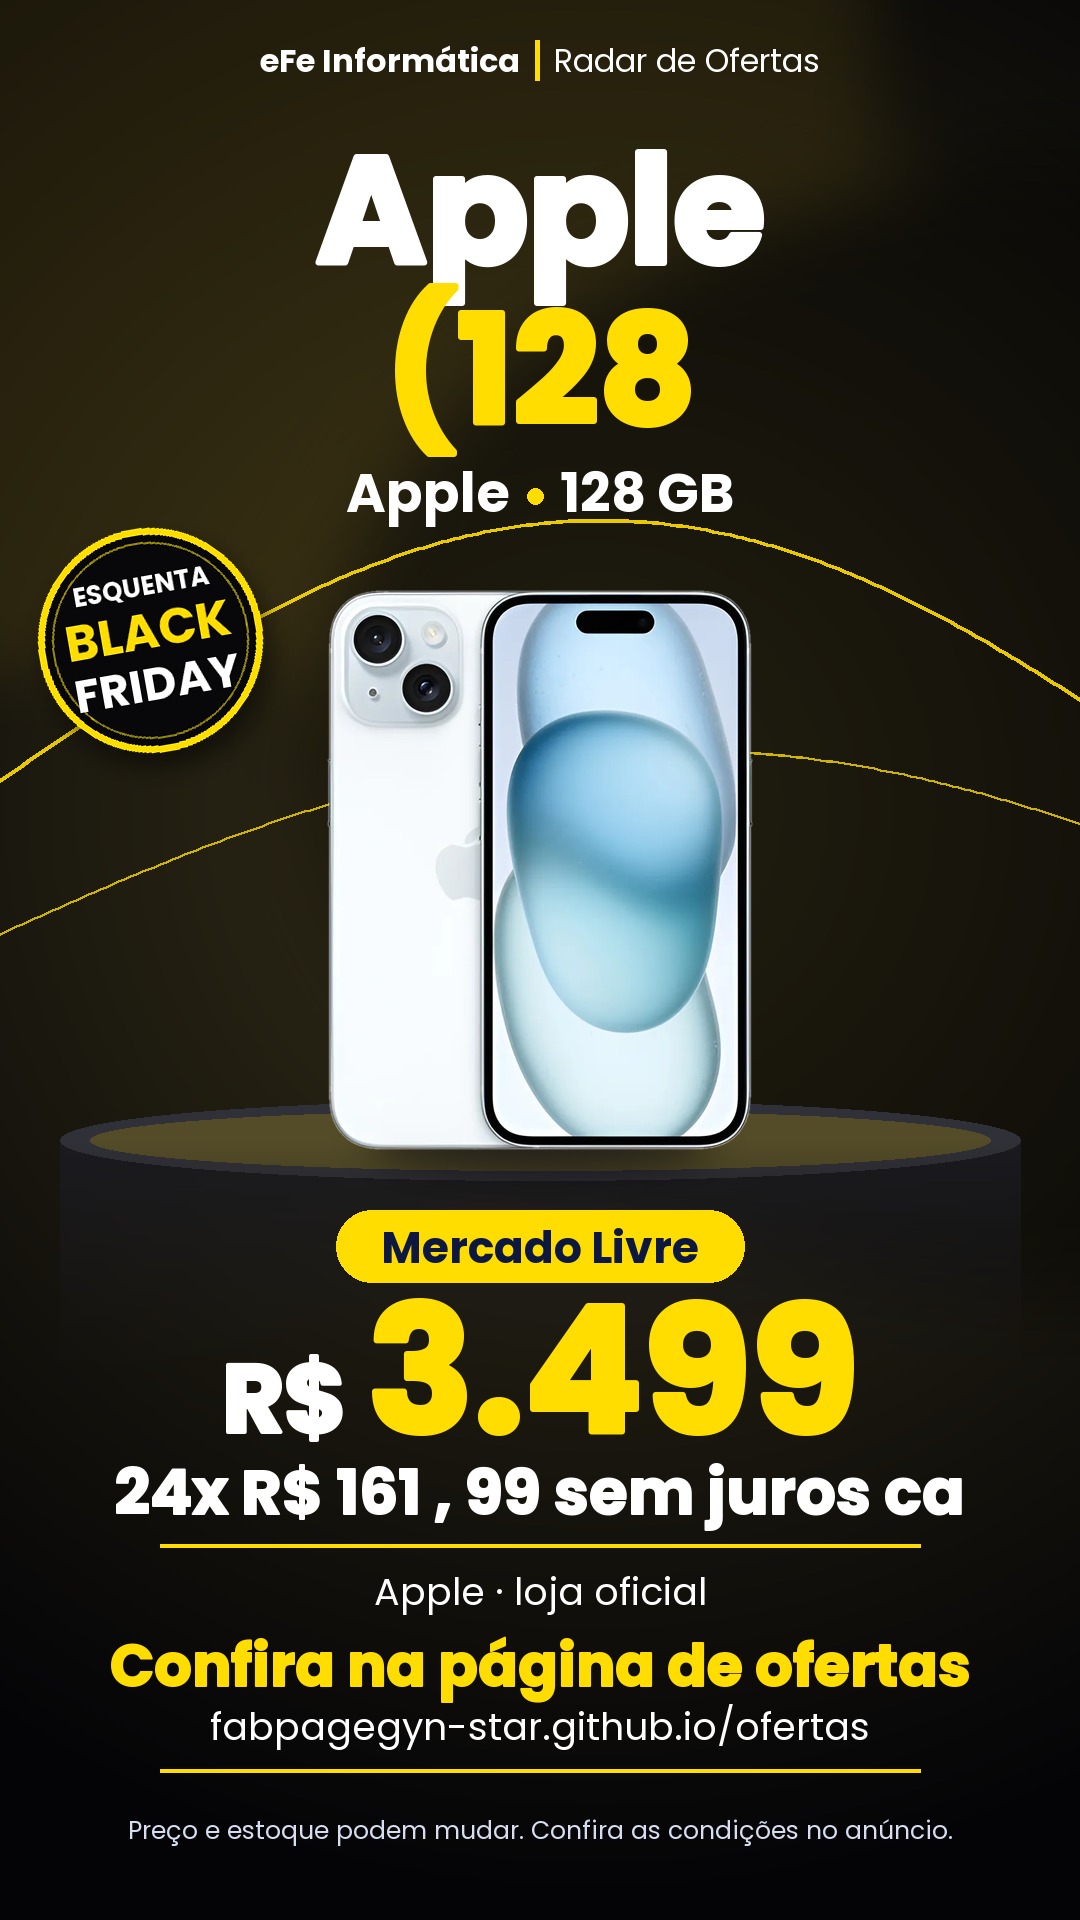 eFe Informática | Radar de Ofertas
Apple
(128
Apple • 128 GB
ESQUENTA
BLACK
FRIDAY
Mercado Livre
R$ 3.499
24x R$ 161 , 99 sem juros ca
Apple · loja oficial
Confira na página de ofertas
fabpagegyn-star.github.io/ofertas
Preço e estoque podem mudar. Confira as condições no anúncio.